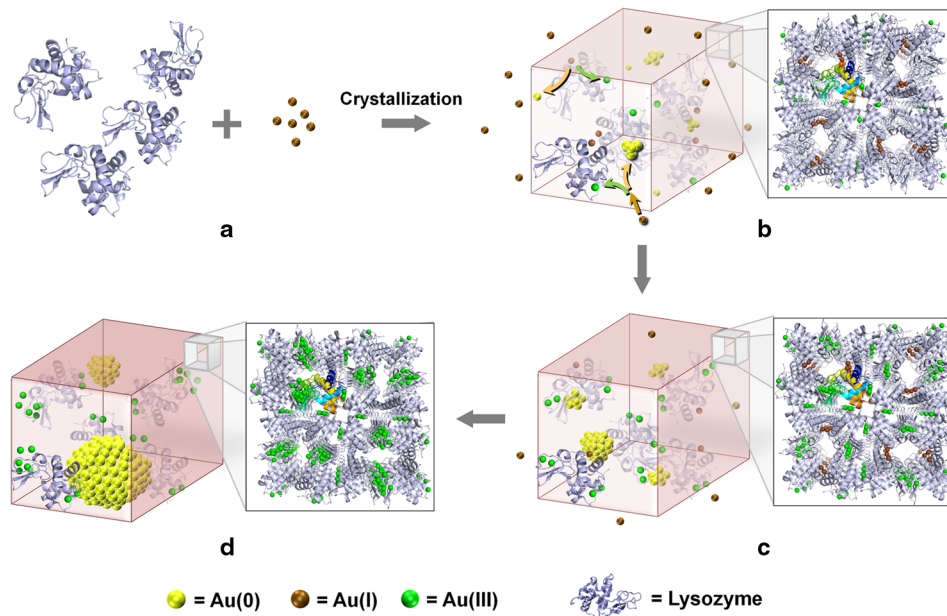 Crystallization
a
b
d
c
= Au(0)
= Au(I)
= Au(III)
= Lysozyme